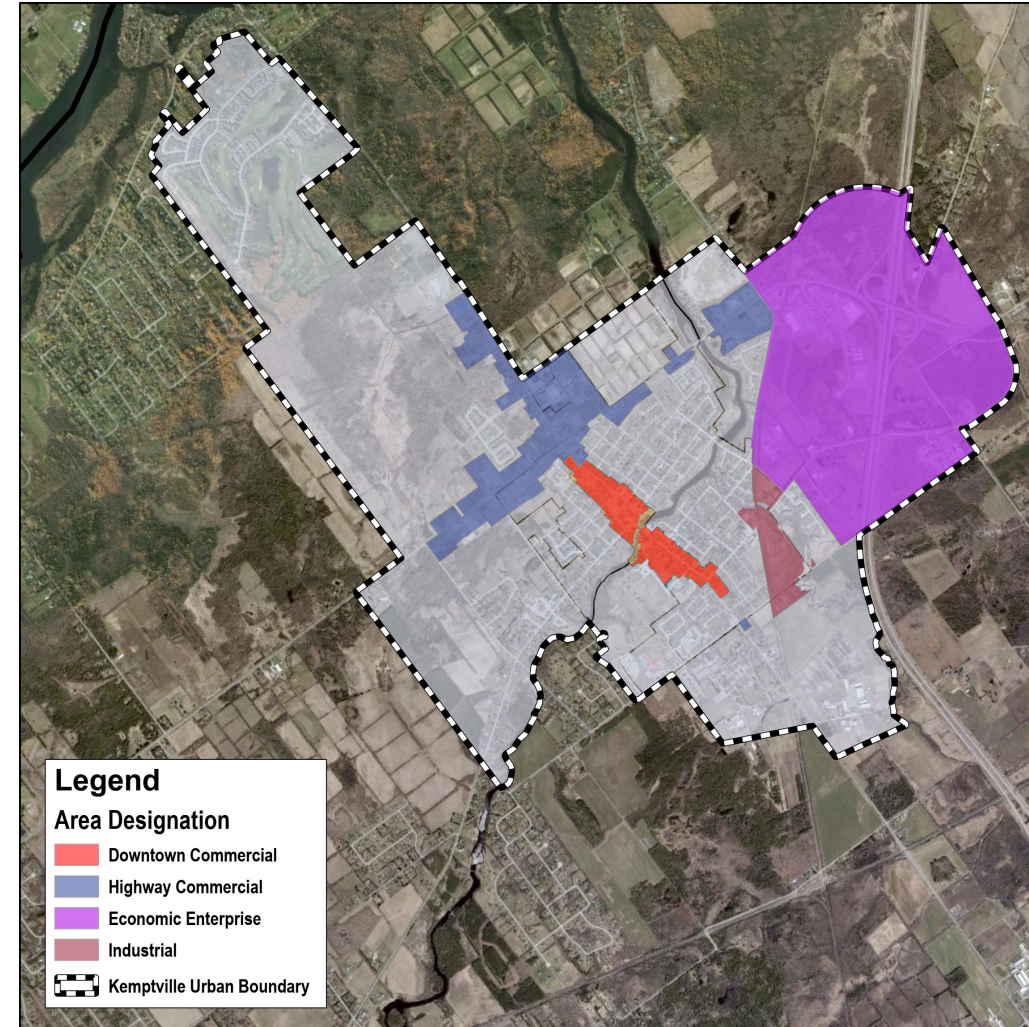 Legend
Area Designation
Downtown Commercial
Highway Commercial
Economic Enterprise
Industrial
Kemptville Urban Boundary